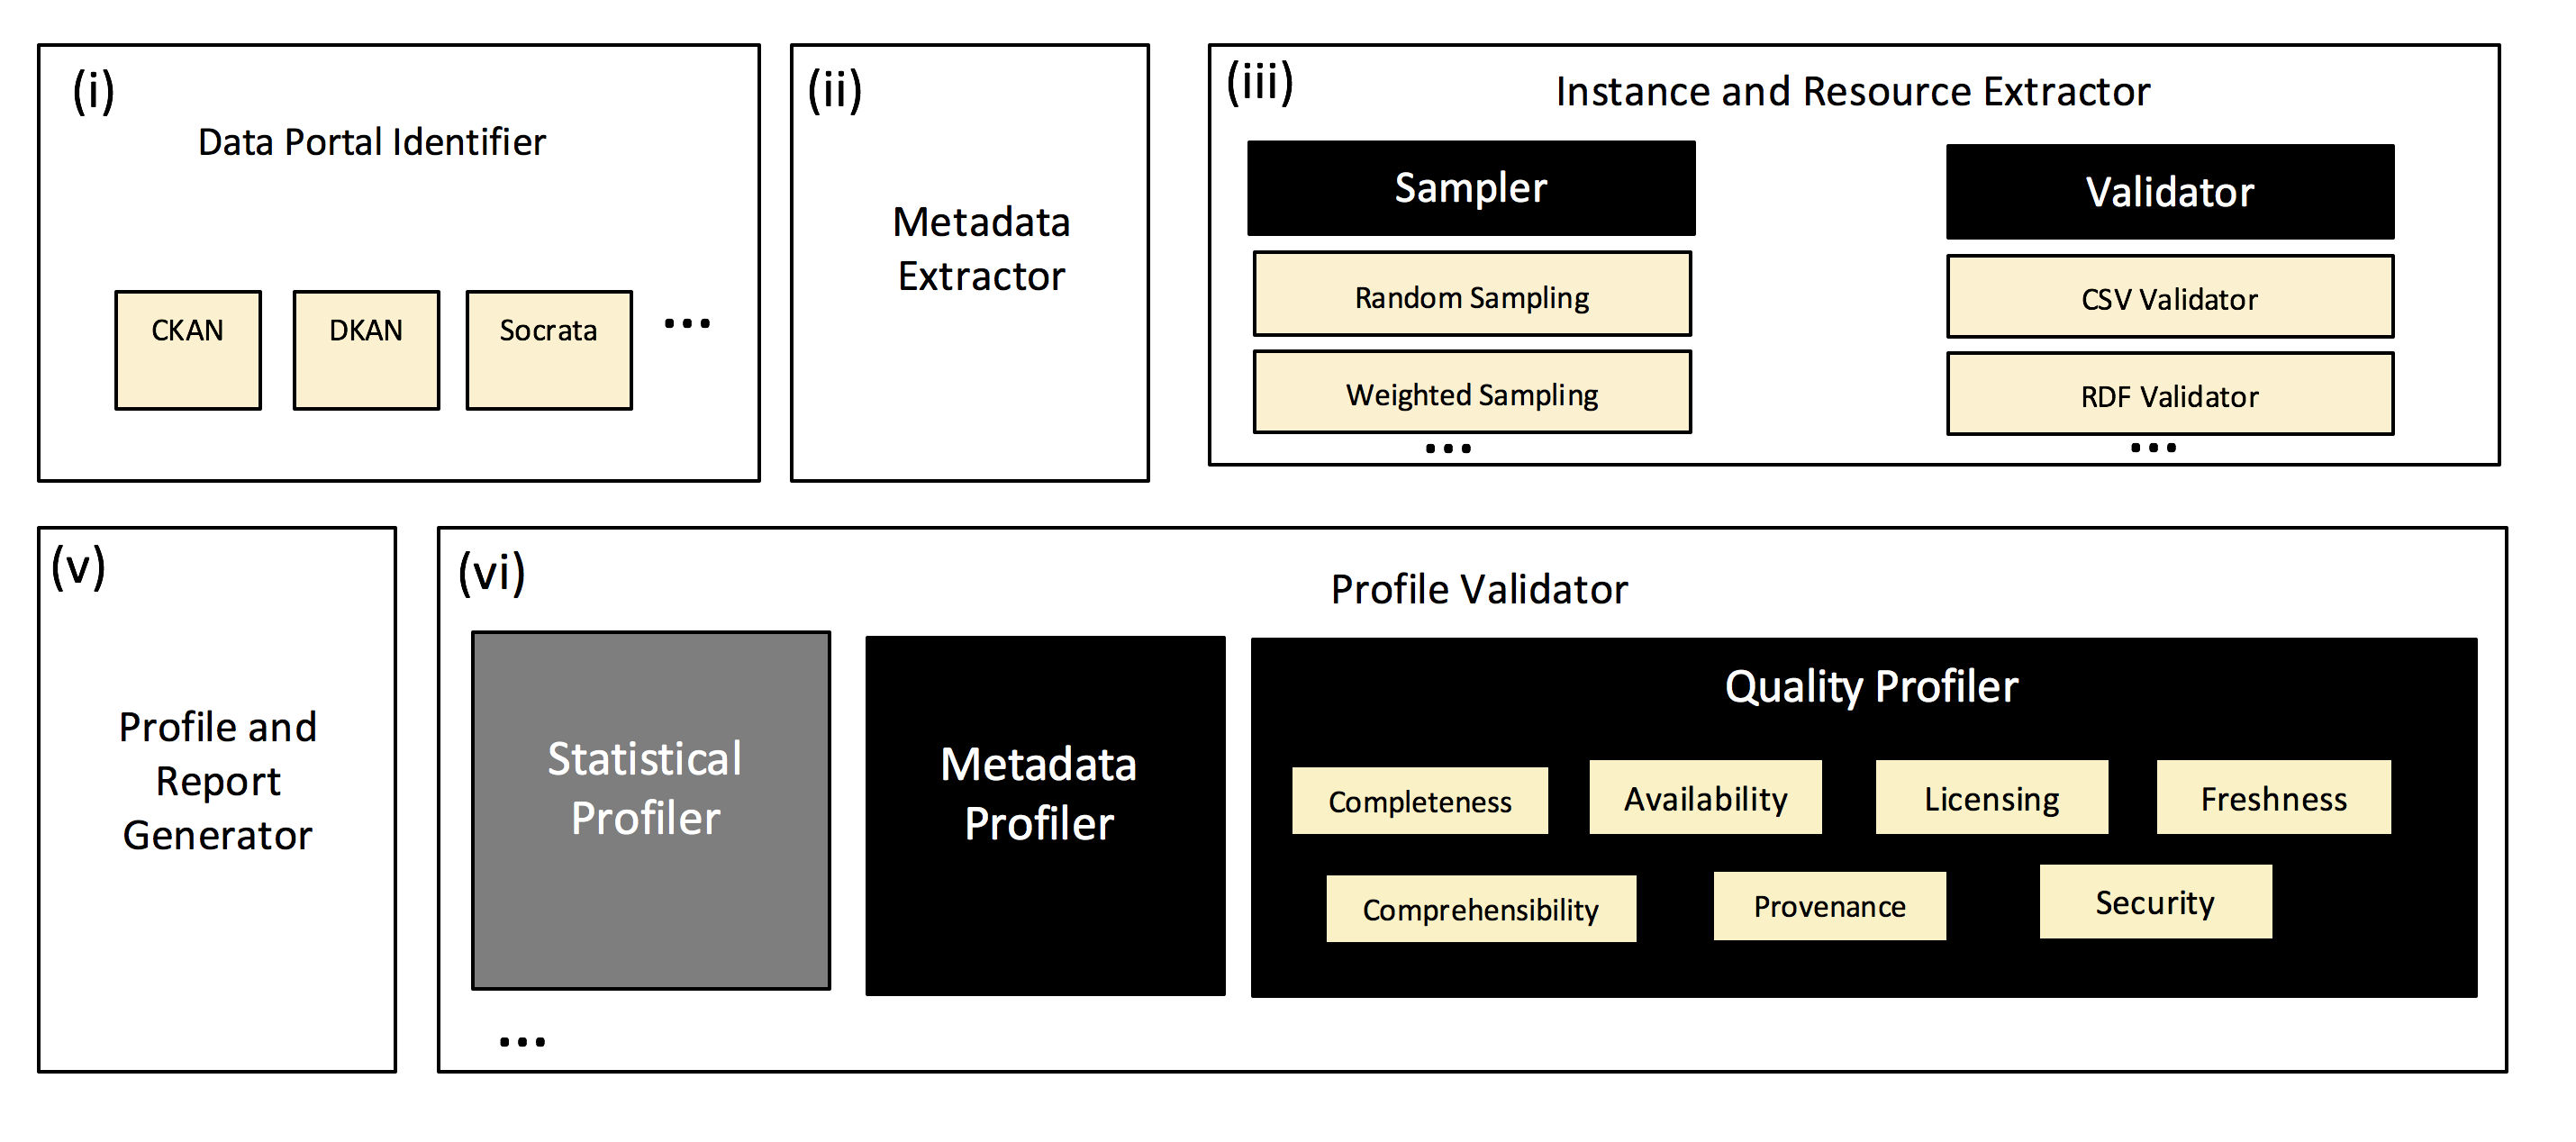 (i)
Data Portal Identifier
CKAN
DKAN
Socrata
...
(ii)
Metadata
Extractor
(iii)
Instance and Resource Extractor
Sampler
Random Sampling
Weighted Sampling
...
Validator
CSV Validator
RDF Validator
...
(v)
Profile and
Report
Generator
(vi)
Profile Validator
Statistical
Profiler
...
Metadata
Profiler
Quality Profiler
Completeness
Availability
Licensing
Freshness
Comprehensibility
Provenance
Security